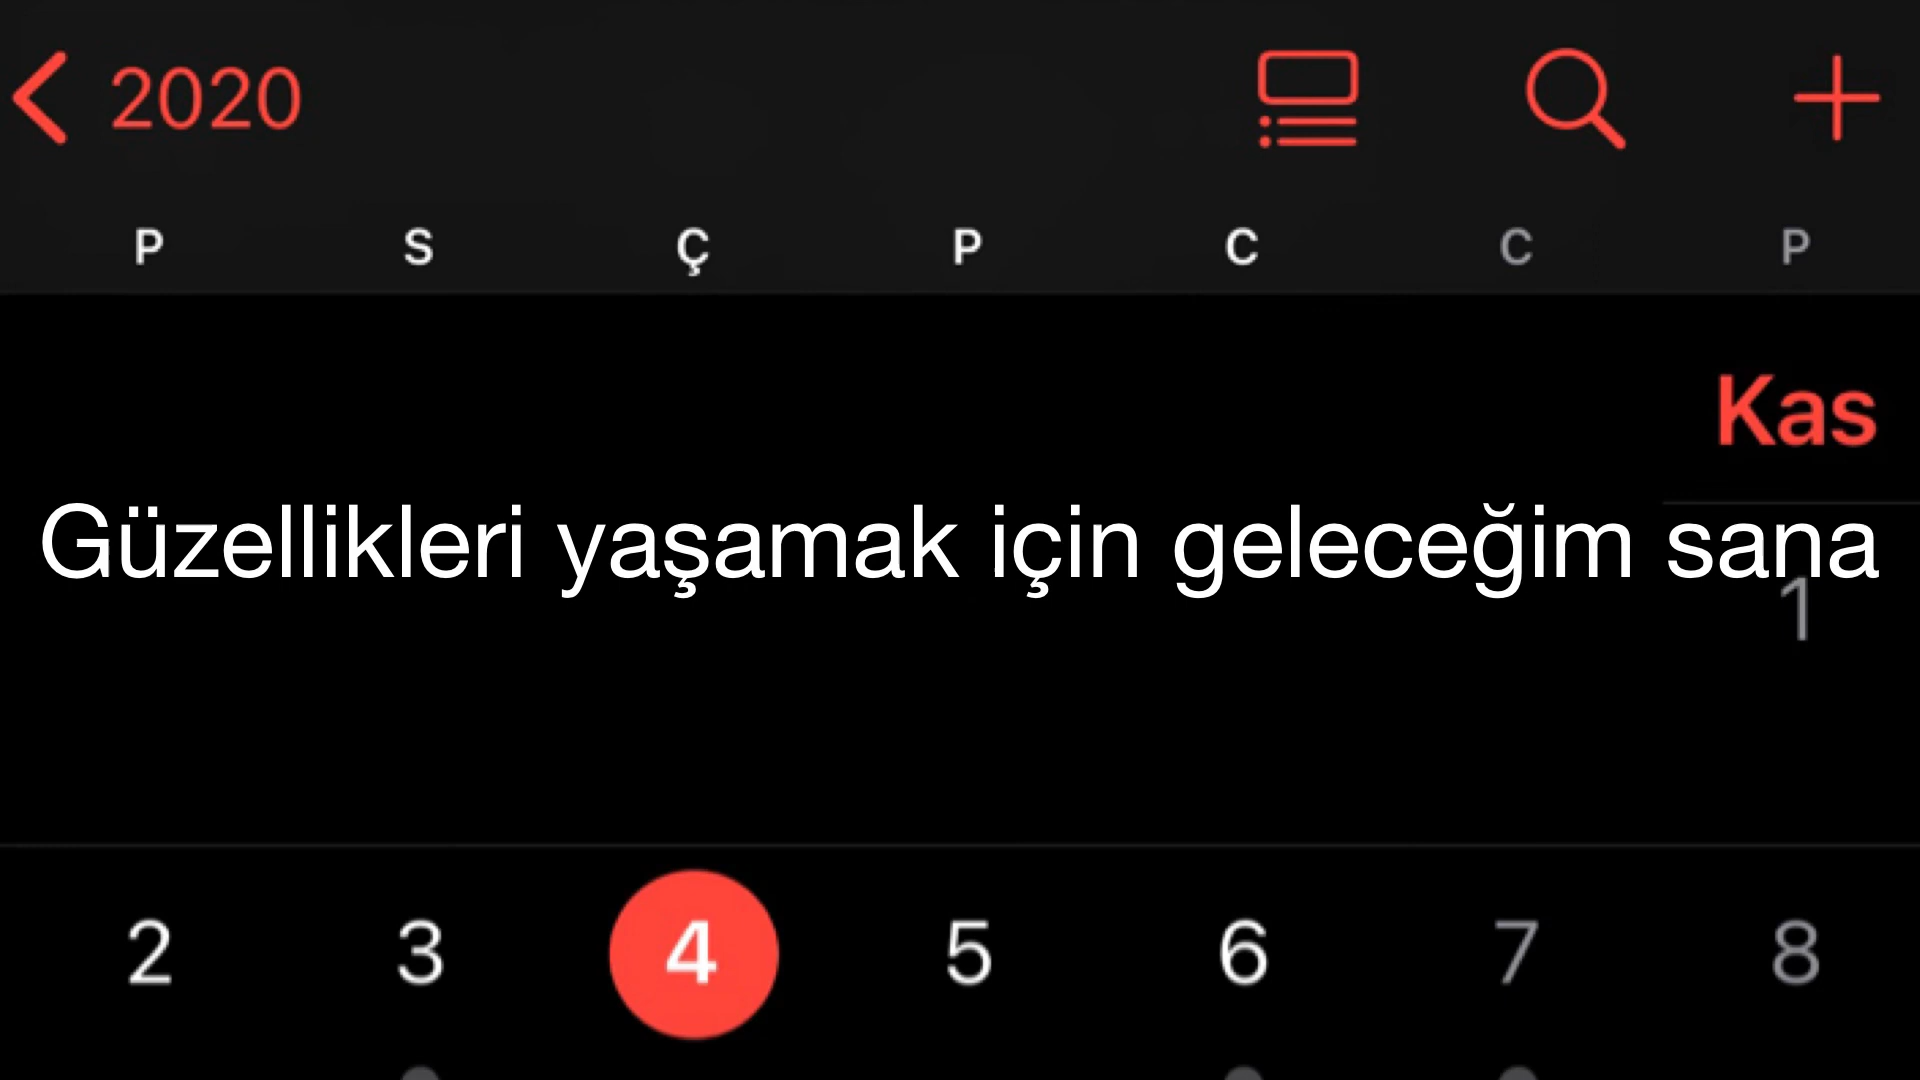 2020
P S Ç P C C P
Kas
Güzellikleri yaşamak için geleceğim sana
1
2 3 4 5 6 7 8